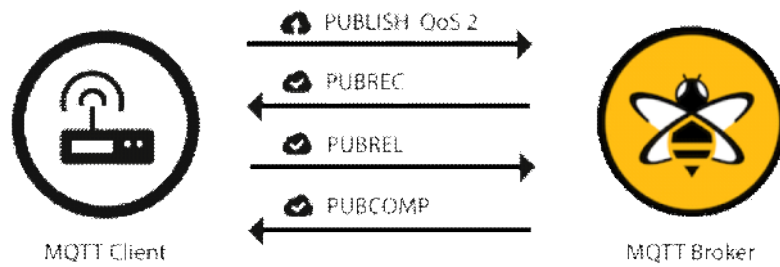 PUBLISH QoS 2
PUBREC
PUBREL
PUBCOMP
MQTT Client
MQTT Broker